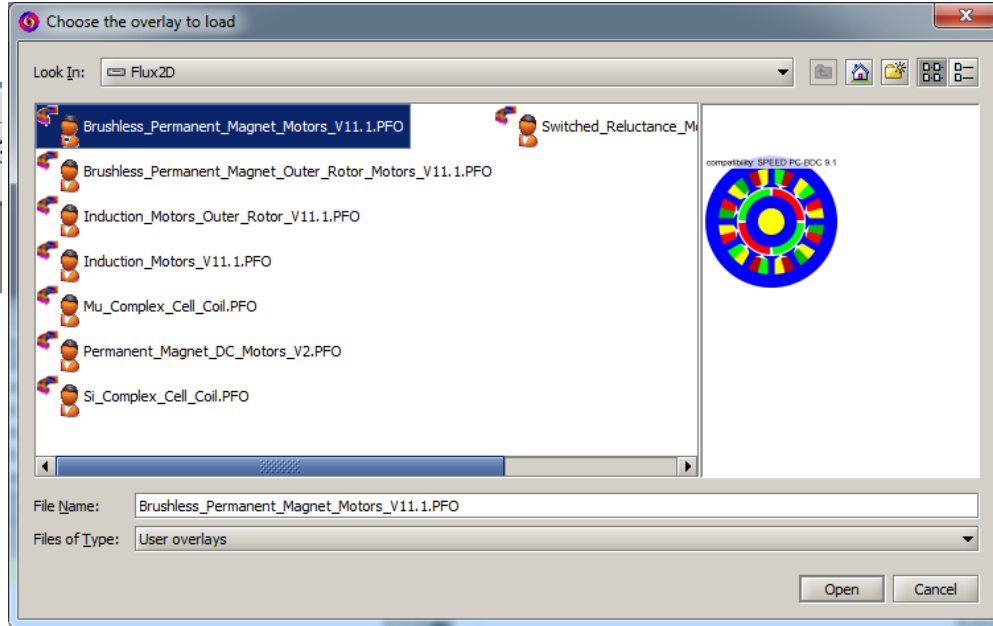 Choose the overlay to load
Look In: Flux2D
Brushless_Permanent_Magnet_Motors_V11.1.PFO
Brushless_Permanent_Magnet_Outer_Rotor_Motors_V11.1.PFO
Induction_Motors_Outer_Rotor_V11.1.PFO
Induction_Motors_V11.1.PFO
Mu_Complex_Cell_Coil.PFO
Permanent_Magnet_DC_Motors_V2.PFO
Si_Complex_Cell_Coil.PFO
Switched_Reluctance_M
compatibility: SPEED PC-BDC 9.1
File Name: Brushless_Permanent_Magnet_Motors_V11.1.PFO
Files of Type: User overlays
Open Cancel